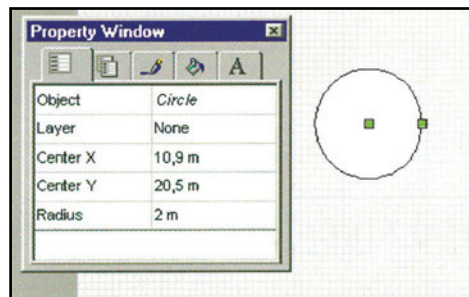 Property Window
A
Object Circle
Layer None
Center X 10,9 m
Center Y 20,5 m
Radius 2 m